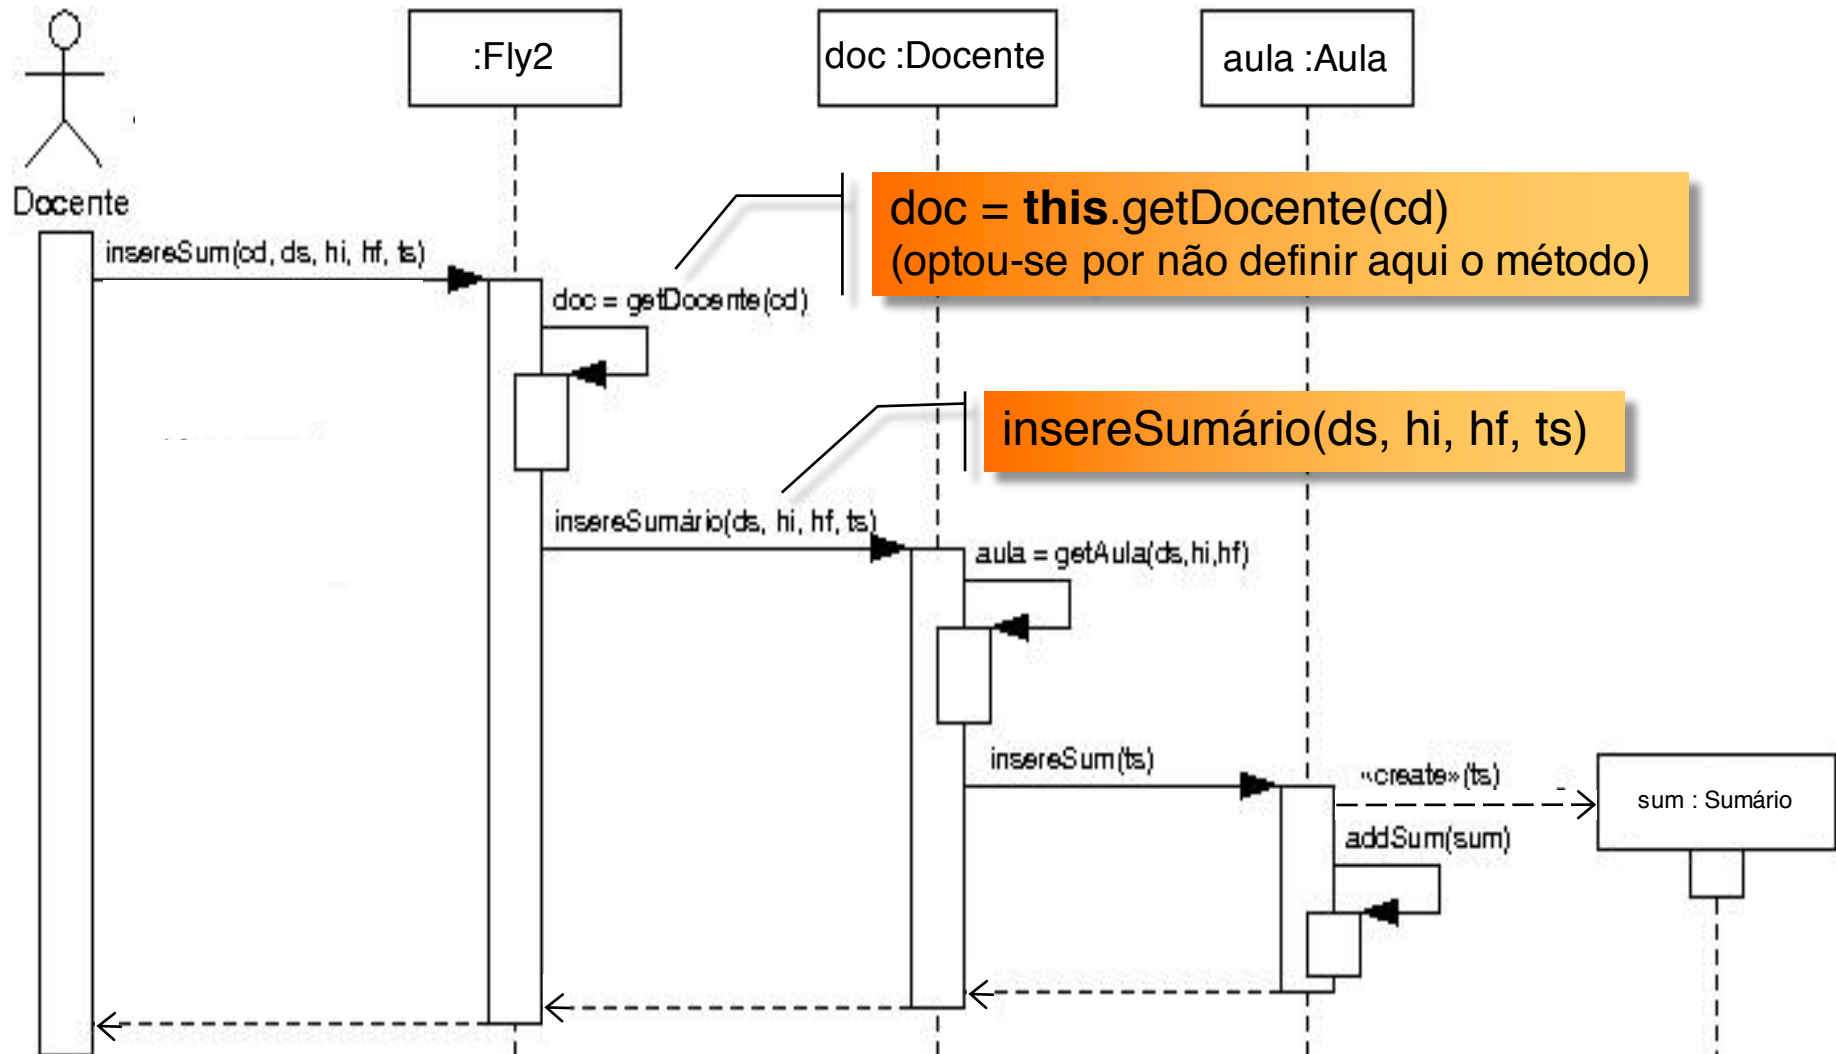 :Fly2
doc :Docente
aula :Aula
Docente
doc = this.getDocente(cd)
(optou-se por não definir aqui o método)
insereSum(cd, ds, hi, hf, ts)
doc = getDocente(cd)
insereSumário(ds, hi, hf, ts)
insereSumário(ds, hi, hf, ts)
aula = getAula(ds,hi,hf)
insereSum(ts)
«create»(ts)
sum : Sumário
addSum(sum)